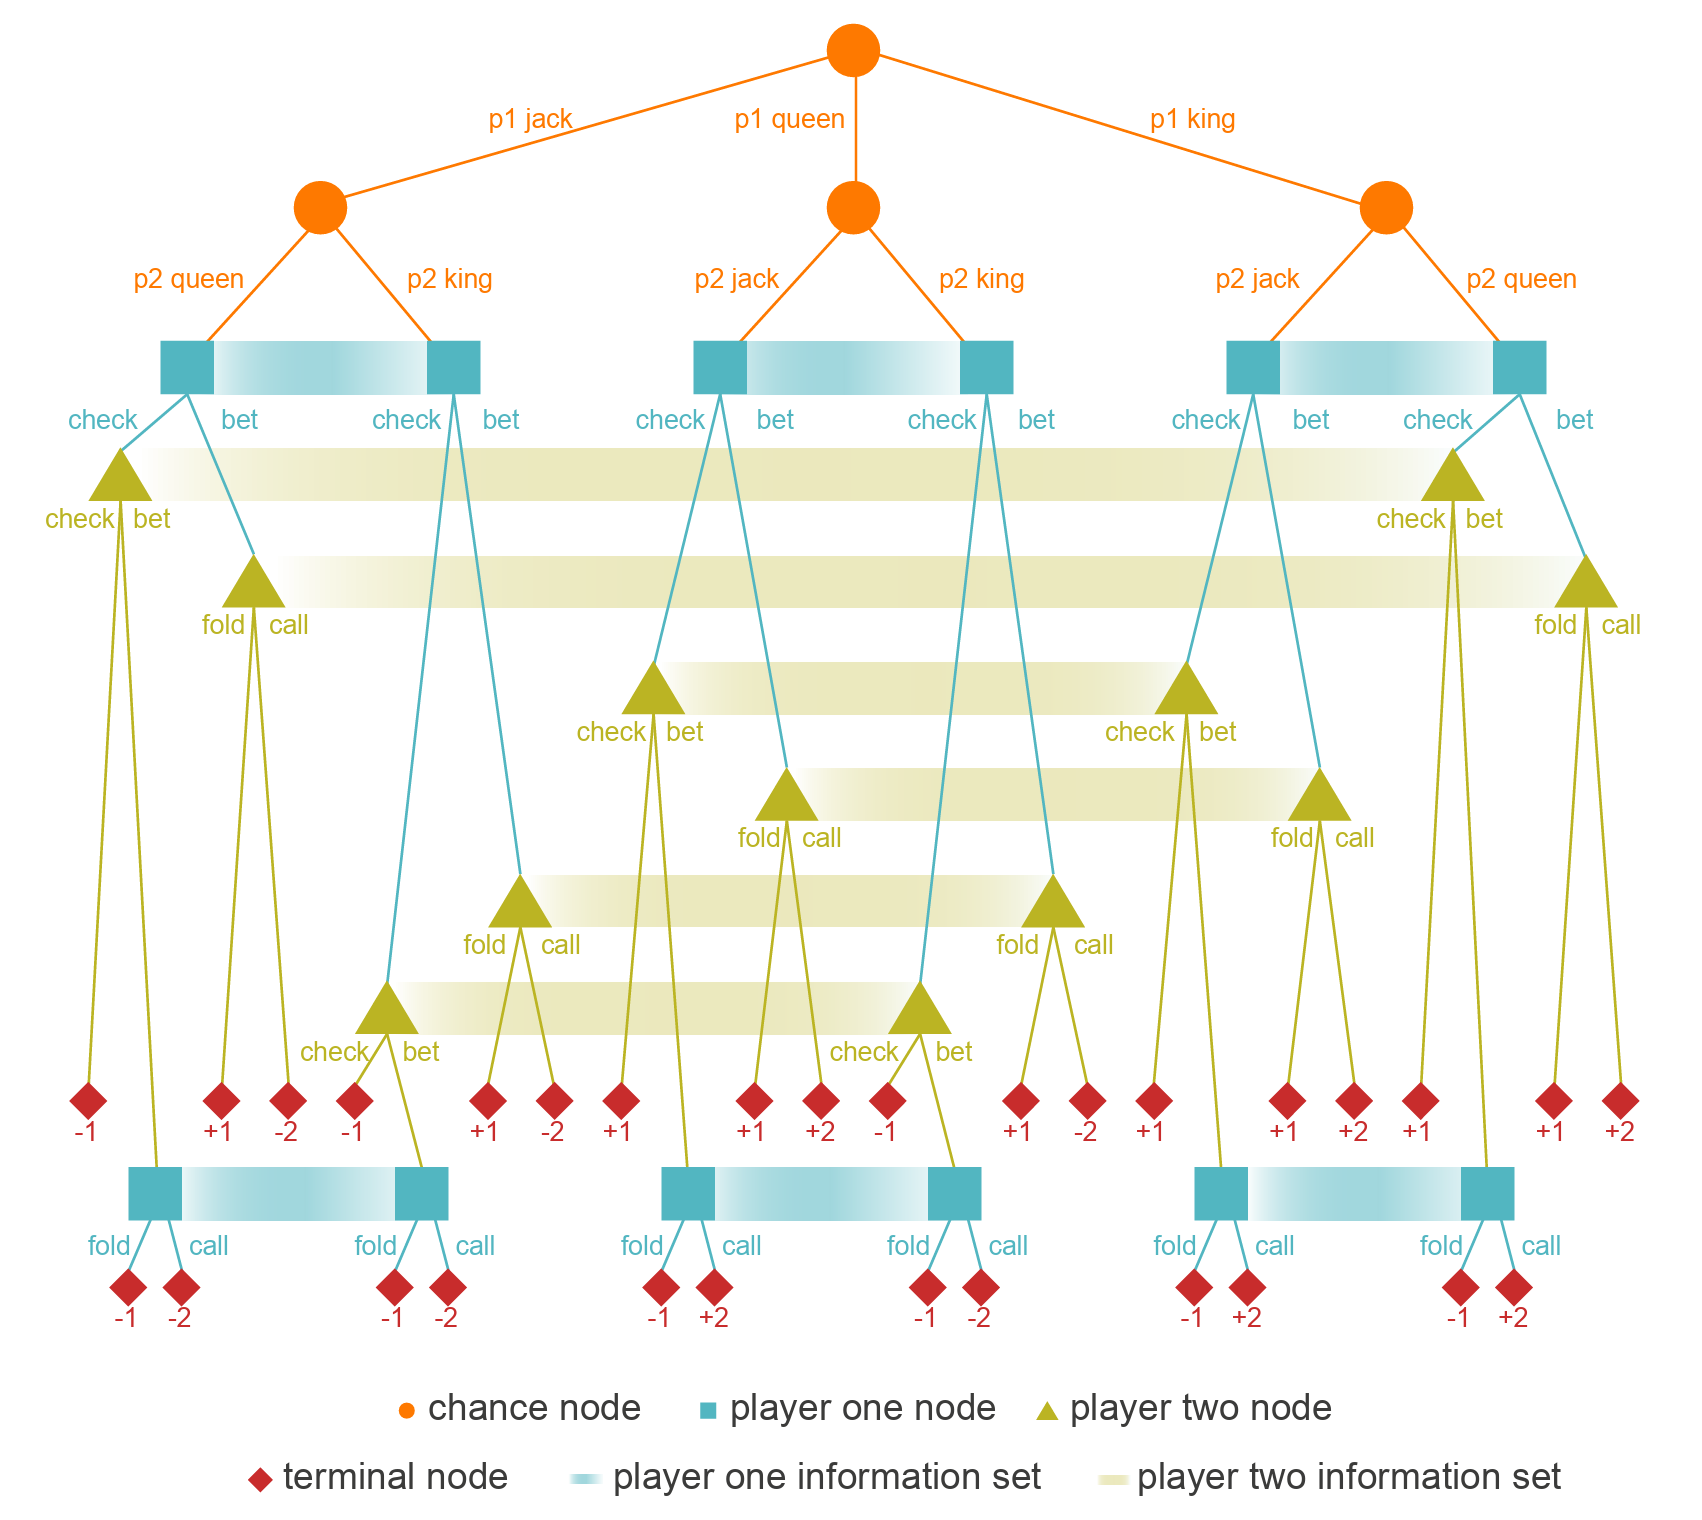 p1 jack
p1 queen
p1 king
p2 queen
p2 king
p2 jack
p2 king
p2 jack
p2 queen
check
bet
check
bet
check
bet
check
bet
check
bet
check
bet
check
bet
check
bet
fold
call
fold
call
check
bet
check
bet
fold
call
fold
call
fold
call
fold
call
check
bet
check
bet
-1
+1
-2
-1
+1
-2
+1
+1
+2
-1
+1
-2
+1
+1
+2
+1
+1
+2
fold
call
fold
call
fold
call
fold
call
fold
call
fold
call
-1
-2
-1
-2
-1
+2
-1
-2
-1
+2
-1
+2
chance node
player one node
player two node
terminal node
player one information set
player two information set